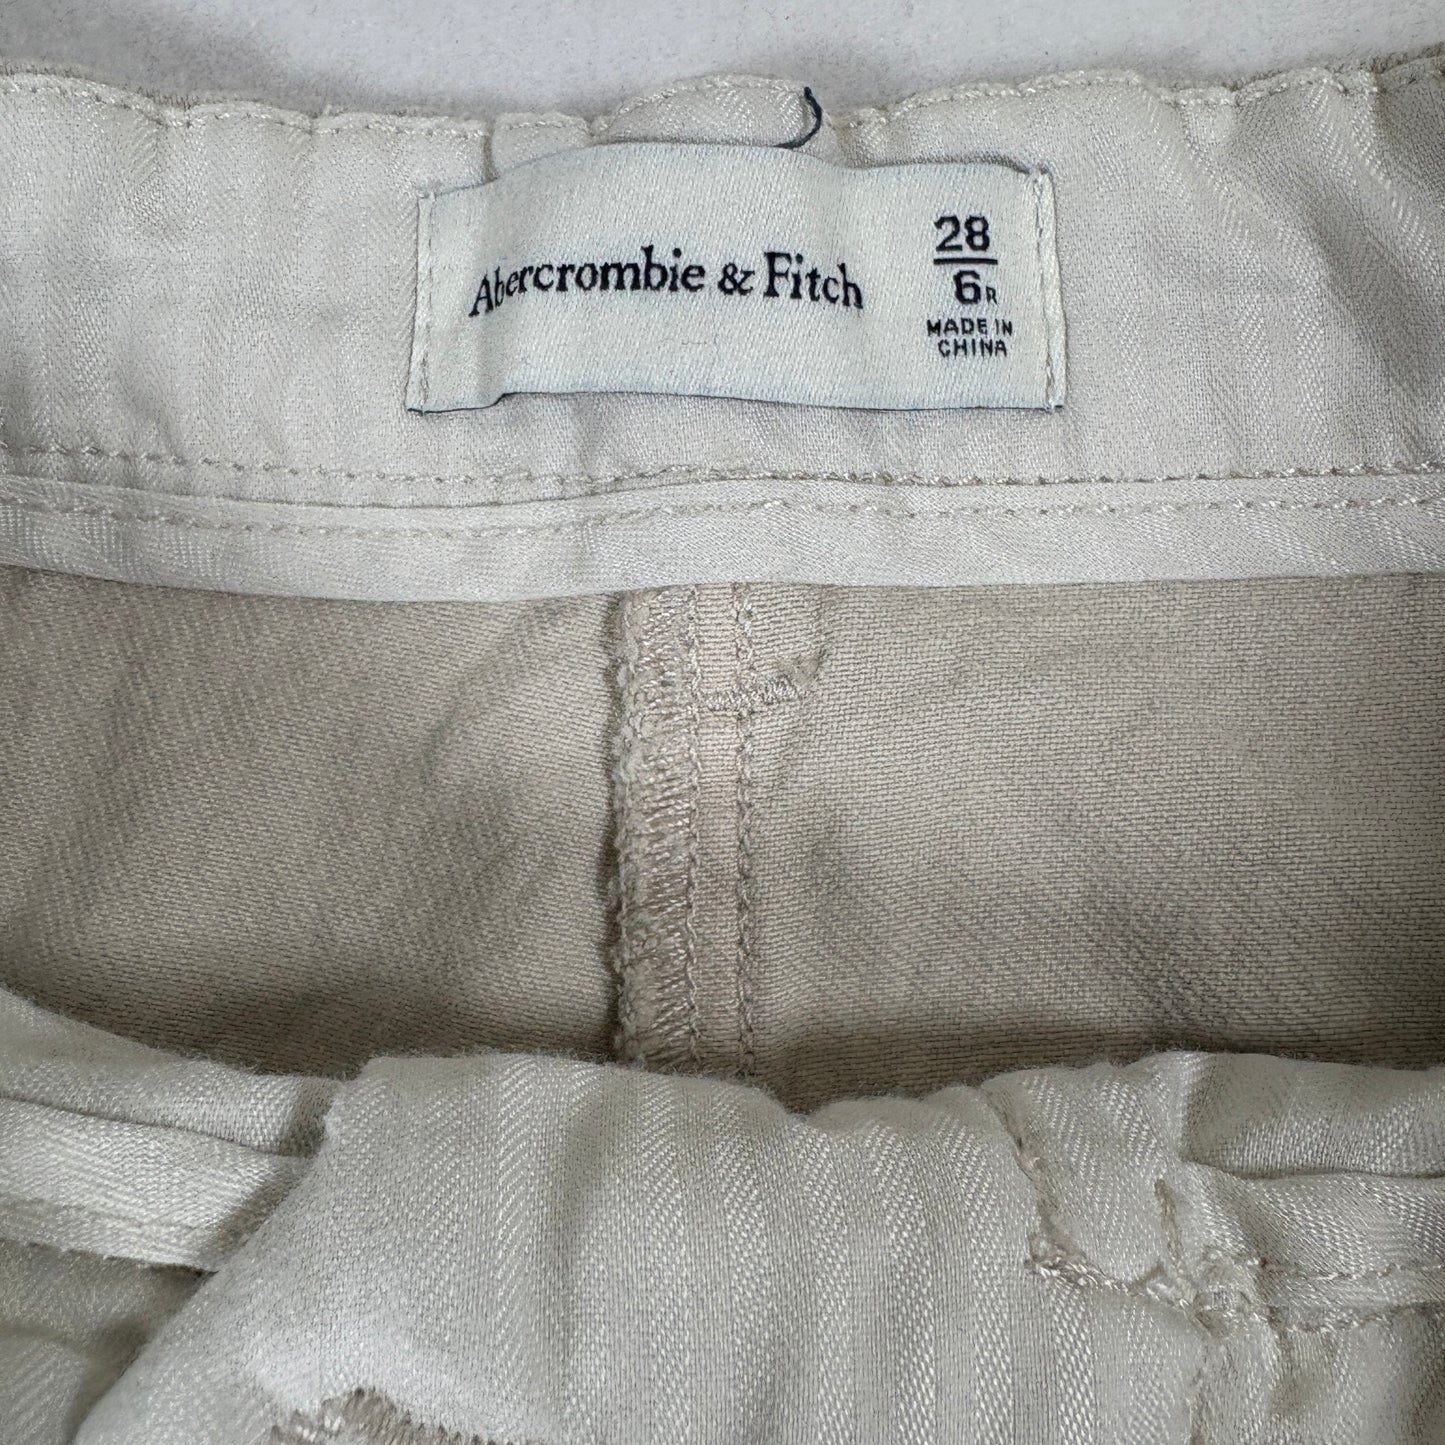 Abercrombie & Fitch
28
6R
MADE IN
CHINA